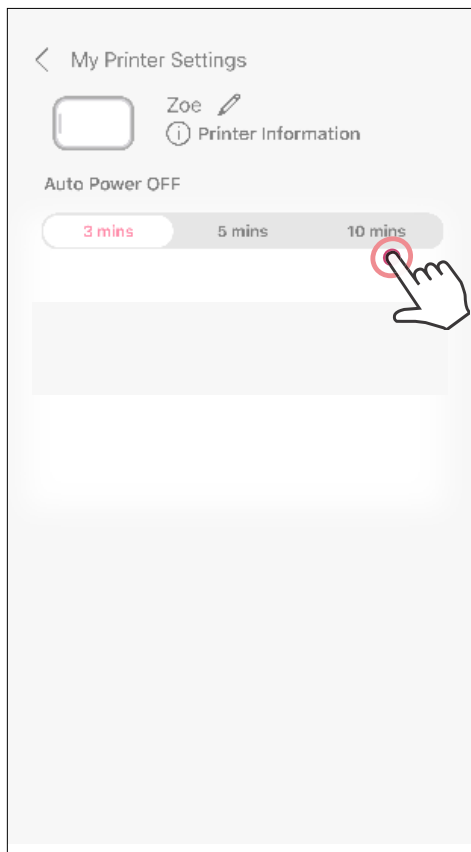 My Printer Settings
Zoe
Printer Information
Auto Power OFF
3 mins 5 mins 10 mins